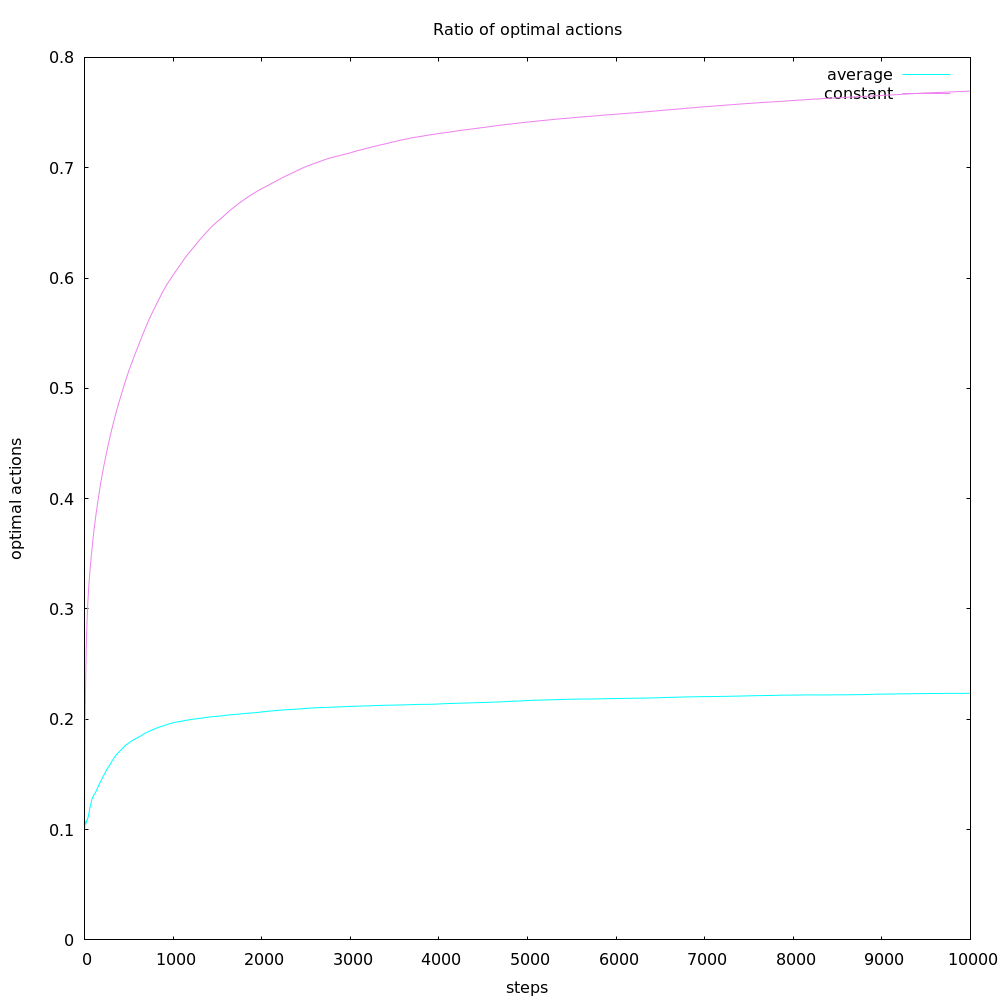 Ratio of optimal actions
0.8
average
constant
0.7
0.6
0.5
optimal actions
0.4
0.3
0.2
0.1
0
0 1000 2000 3000 4000 5000 6000 7000 8000 9000 10000
steps